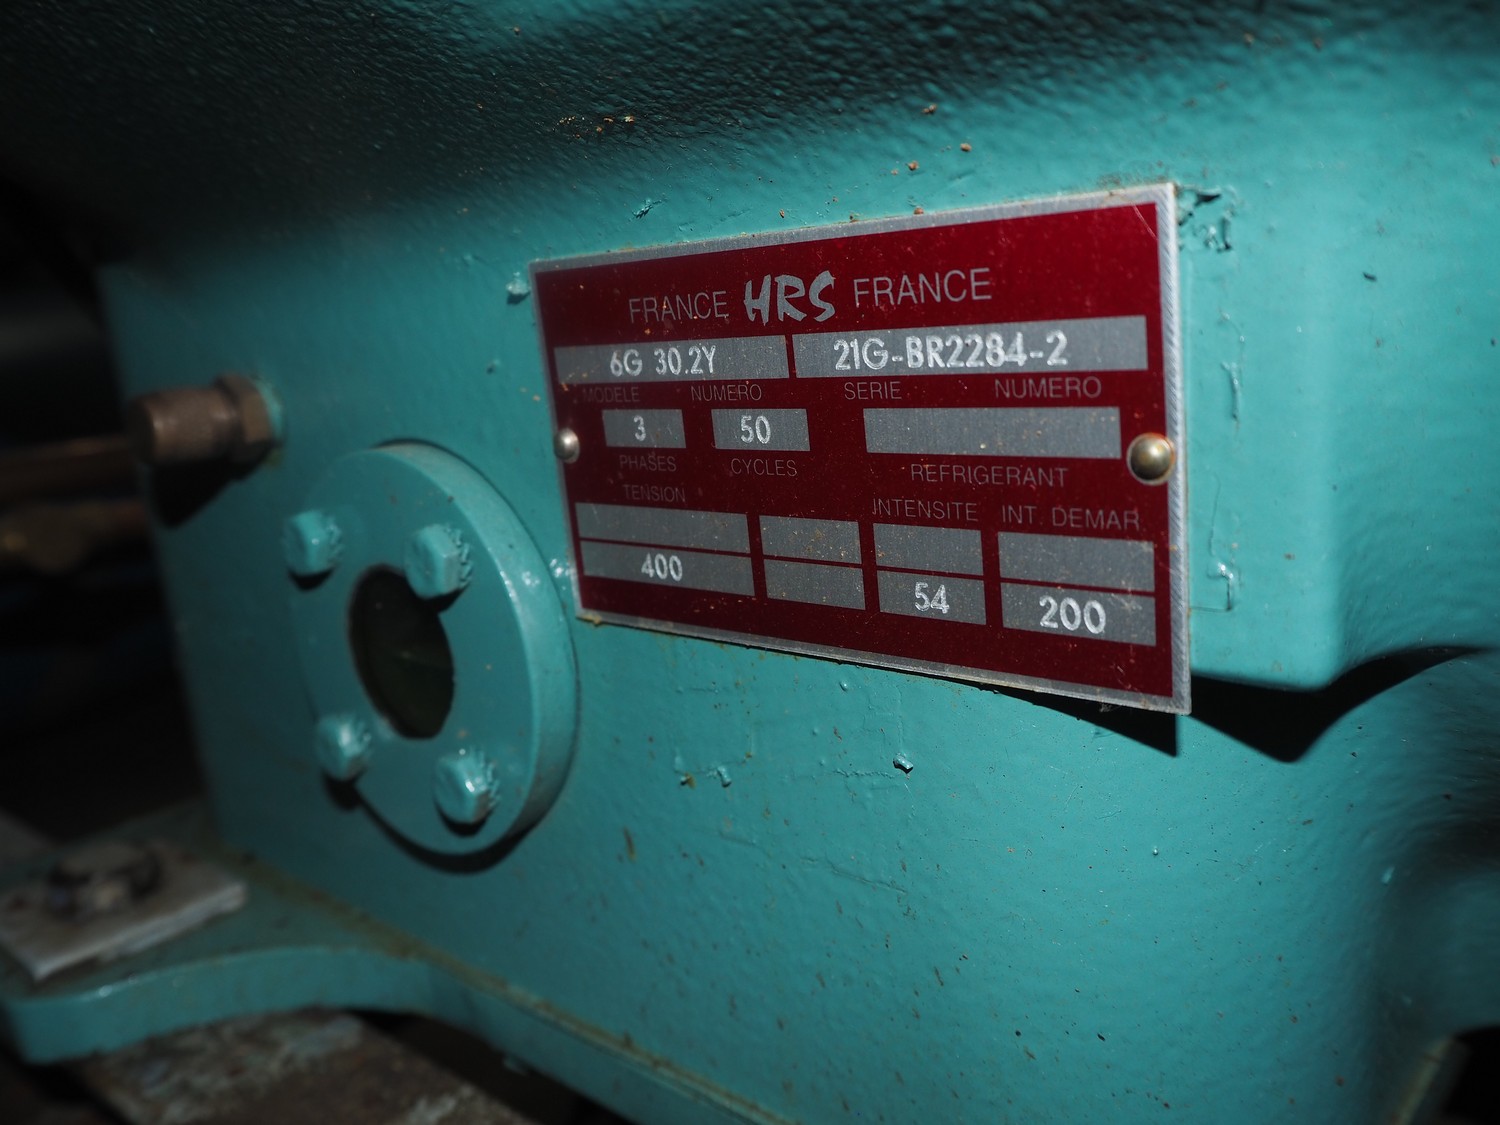 FRANCE HRS FRANCE
6G 30.2Y 21G-BR2284-2
MODELE NUMERO SERIE NUMERO
3 50
PHASES CYCLES REFRIGERANT
TENSION INTENSITE INT. DEMAR.
400 54 200